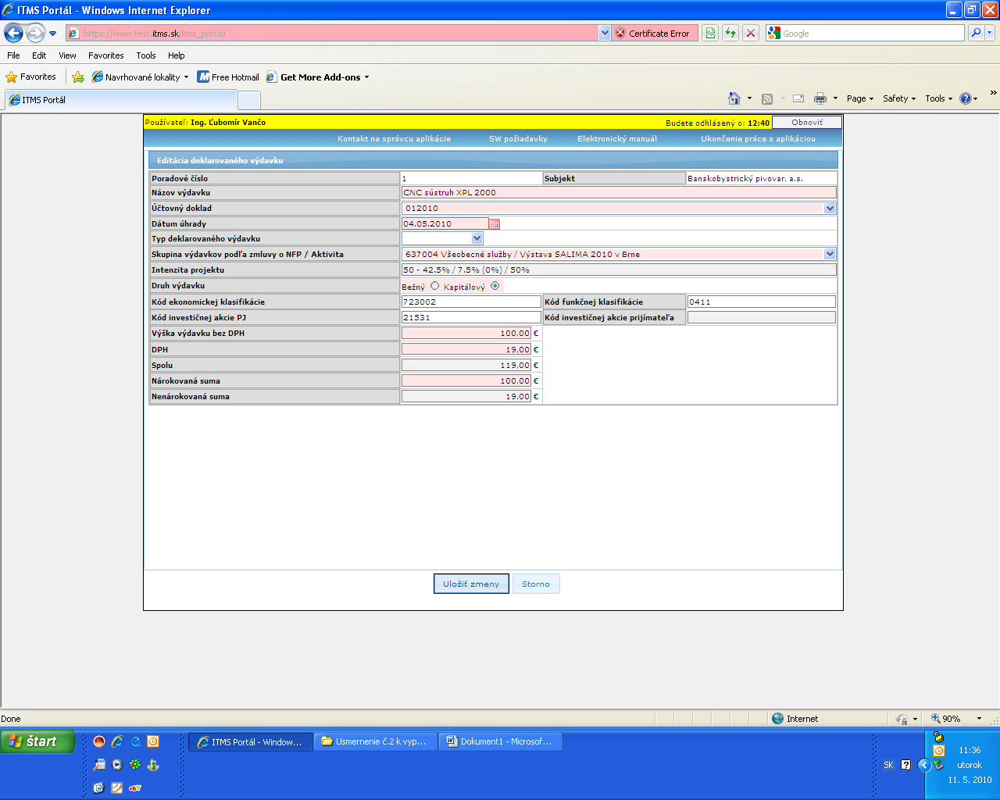 ITMS Portál - Windows Internet Explorer
https://www.test.itms.sk/itms_portal/
Certificate Error
Google
File Edit View Favorites Tools Help
Favorites Navrhované lokality Free Hotmail Get More Add-ons
ITMS Portál
Page Safety Tools
Používateľ: Ing. Ľubomír Vančo
Budete odhlásený o: 12:40 Obnoviť
Kontakt na správcu aplikácie SW požiadavky Elektronický manuál Ukončenie práce s aplikáciou
Editácia deklarovaného výdavku
Poradové číslo 1 Subjekt Banskobystrický pivovar, a.s.
Názov výdavku CNC sústruh XPL 2000
Účtovný doklad 012010
Dátum úhrady 04.05.2010
Typ deklarovaného výdavku
Skupina výdavkov podľa zmluvy o NFP / Aktivita 637004 Všeobecné služby / Výstava SALIMA 2010 v Brne
Intenzita projektu 50 - 42.5% / 7.5% (0%) / 50%
Druh výdavku Bežný Kapitálový
Kód ekonomickej klasifikácie 723002 Kód funkčnej klasifikácie 0411
Kód investičnej akcie PJ 21531 Kód investičnej akcie prijímateľa
Výška výdavku bez DPH 100,00 €
DPH 19,00 €
Spolu 119,00 €
Nárokovaná suma 100,00 €
Nenárokovaná suma 19,00 €
Uložiť zmeny Storno
Done Internet 90%
štart ITMS Portál - Window... Usmernenie č.2 k vyp... Dokument1 - Microsof...
SK
11:36
utorok
11. 5. 2010